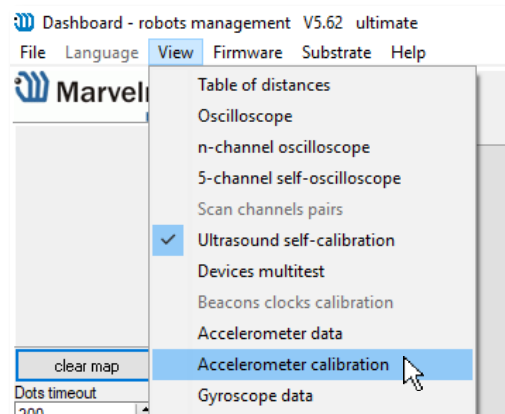 Dashboard - robots management V5.62 ultimate
File Language View Firmware Substrate Help
Table of distances
Oscilloscope
n-channel oscilloscope
5-channel self-oscilloscope
Scan channels pairs
Ultrasound self-calibration
Devices multitest
Beacons clocks calibration
Accelerometer data
Accelerometer calibration
Gyroscope data
clear map
Dots timeout